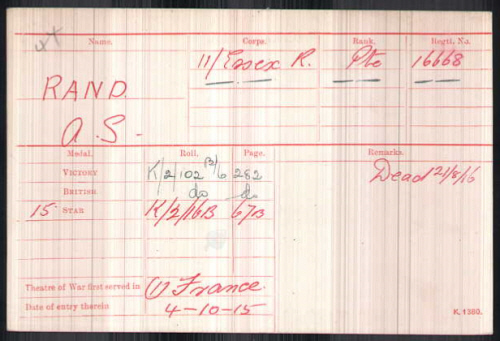 Name. Corps. Rank. Regtl. No.
11/Essex R. Pte 16668
RAND.
A.S.
Medal. Roll. Page. Remarks.
VICTORY K/2/102 (B)/6 282 Dead 21/8/16
BRITISH do do
15 STAR K/2/16B 67B
Theatre of War first served in (1) France.
Date of entry therein 4-10-15
K. 1380.